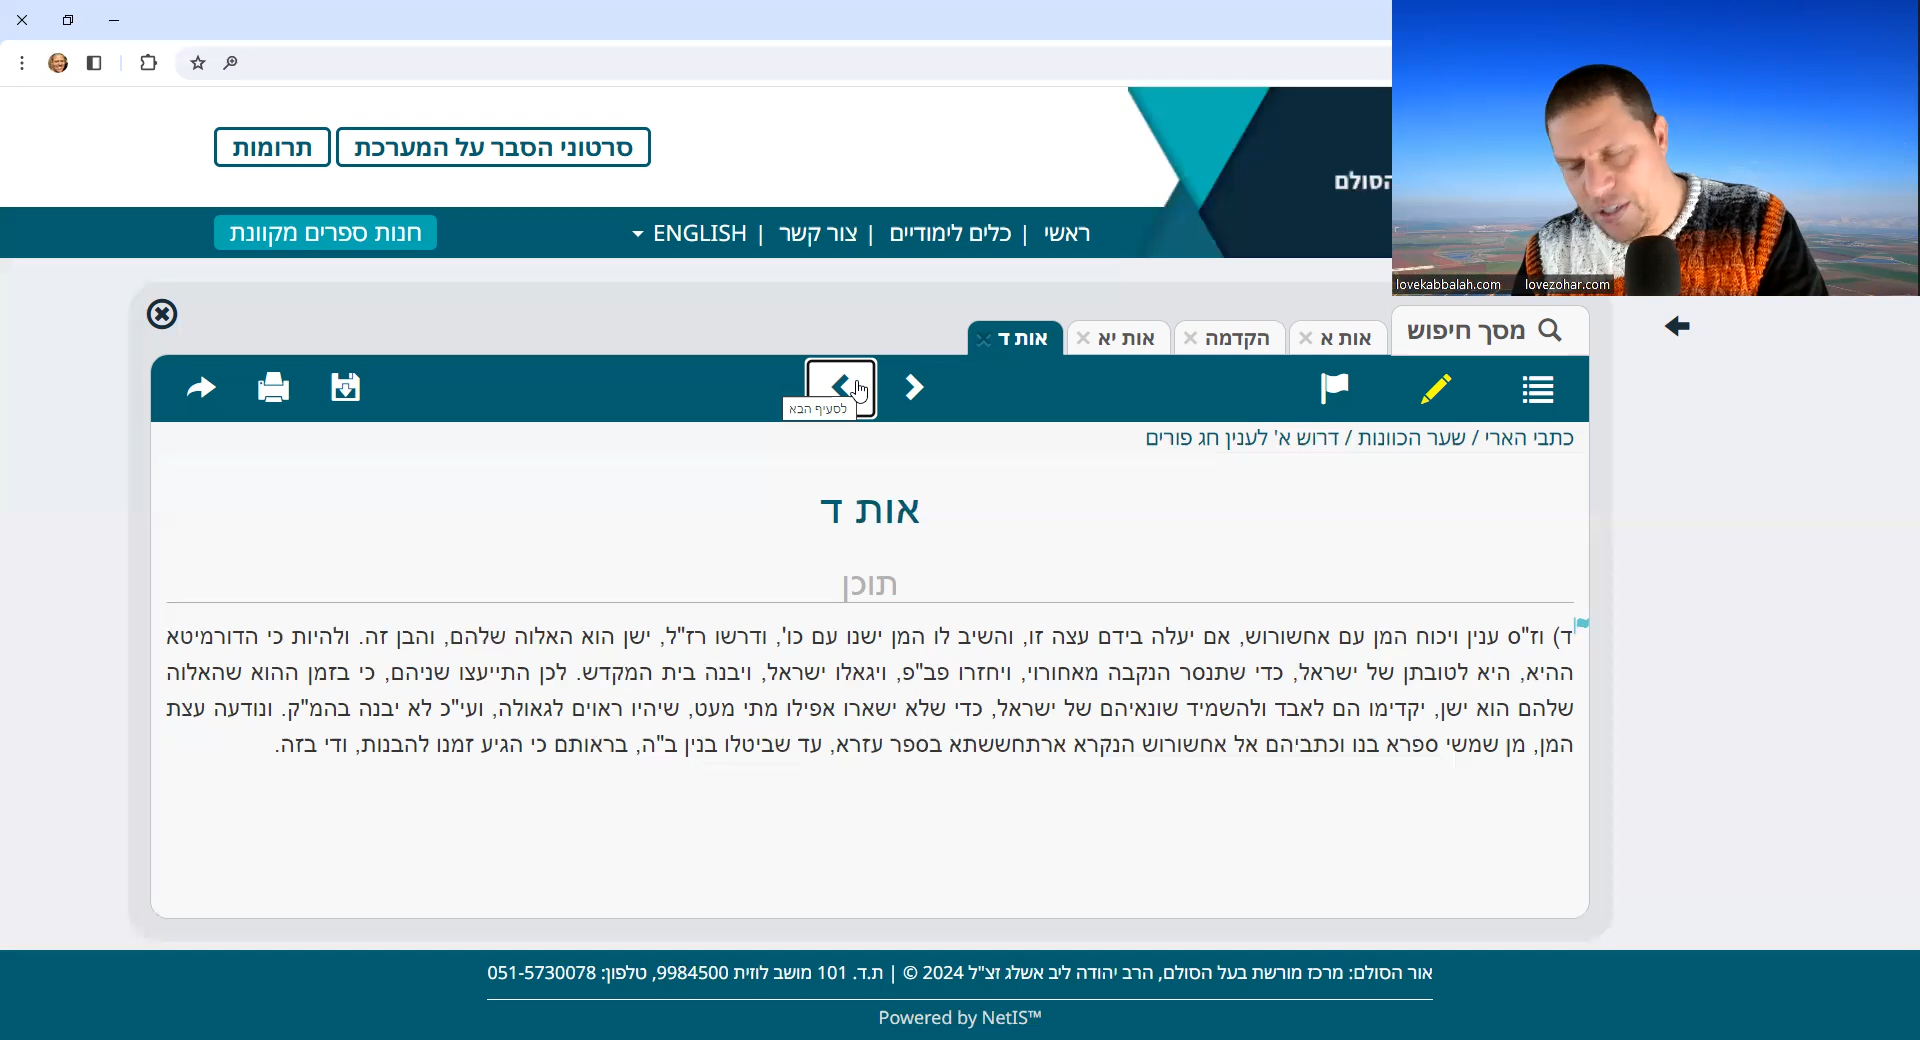 סרטוני הסבר על המערכת
תרומות
הסולם
ראשי | כלים לימודיים | צור קשר | ENGLISH
חנות ספרים מקוונת
lovekabbalah.com lovezohar.com
מסך חיפוש
אות א
הקדמה
אות יא
אות ד
לסעיף הבא
כתבי הארי / שער הכוונות / דרוש א' לענין חג פורים
אות ד
תוכן
ד) וז"ס ענין ויכוח המן עם אחשורוש, אם יעלה בידם עצה זו, והשיב לו המן ישנו עם כו', ודרשו רז"ל, ישן הוא האלוה שלהם, והבן זה. ולהיות כי הדורמיטא
ההיא, היא לטובתן של ישראל, כדי שתנסר הנקבה מאחורוי, ויחזרו פב"פ, ויגאלו ישראל, ויבנה בית המקדש. לכן התייעצו שניהם, כי בזמן ההוא שהאלוה
שלהם הוא ישן, יקדימו הם לאבד ולהשמיד שונאיהם של ישראל, כדי שלא ישארו אפילו מתי מעט, שיהיו ראוים לגאולה, ועי"כ לא יבנה בהמ"ק. ונודעה עצת
המן, מן שמשי ספרא בנו וכתביהם אל אחשורוש הנקרא ארתחששתא בספר עזרא, עד שביטלו בנין ב"ה, בראותם כי הגיע זמנו להבנות, ודי בזה.
אור הסולם: מרכז מורשת בעל הסולם, הרב יהודה ליב אשלג זצ"ל 2024 © | ת.ד. 101 מושב לוזית 9984500, טלפון: 051-5730078
Powered by NetIS™